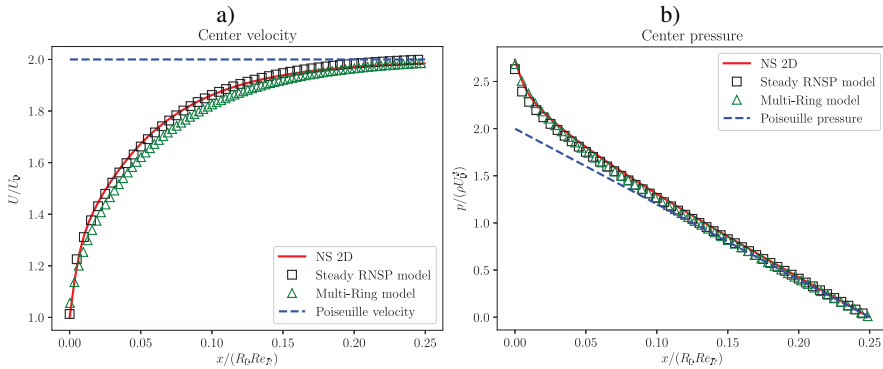 a)
Center velocity
2.0
1.8
1.6
1.4
1.2
1.0
U/U₀
NS 2D
Steady RNSP model
Multi-Ring model
Poiseuille velocity
0.00 0.05 0.10 0.15 0.20 0.25
b)
Center pressure
2.5
2.0
1.5
1.0
0.5
0.0
NS 2D
Steady RNSP model
Multi-Ring model
Poiseuille pressure
0.00 0.05 0.10 0.15 0.20 0.25